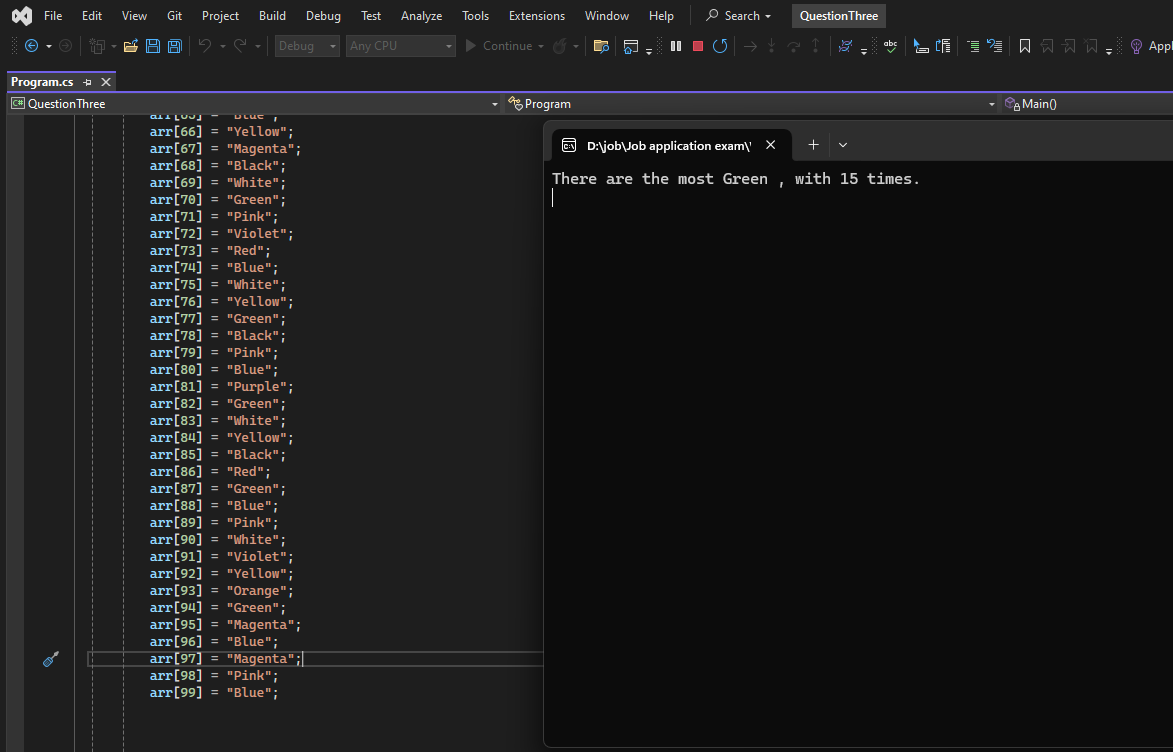 File Edit View Git Project Build Debug Test Analyze Tools Extensions Window Help Search QuestionThree
Debug Any CPU Continue abc Appl
Program.cs
C# QuestionThree Program Main()
arr[65] = "Blue";
arr[66] = "Yellow";
arr[67] = "Magenta";
arr[68] = "Black";
arr[69] = "White";
arr[70] = "Green";
arr[71] = "Pink";
arr[72] = "Violet";
arr[73] = "Red";
arr[74] = "Blue";
arr[75] = "White";
arr[76] = "Yellow";
arr[77] = "Green";
arr[78] = "Black";
arr[79] = "Pink";
arr[80] = "Blue";
arr[81] = "Purple";
arr[82] = "Green";
arr[83] = "White";
arr[84] = "Yellow";
arr[85] = "Black";
arr[86] = "Red";
arr[87] = "Green";
arr[88] = "Blue";
arr[89] = "Pink";
arr[90] = "White";
arr[91] = "Violet";
arr[92] = "Yellow";
arr[93] = "Orange";
arr[94] = "Green";
arr[95] = "Magenta";
arr[96] = "Blue";
arr[97] = "Magenta";
arr[98] = "Pink";
arr[99] = "Blue";
D:\job\Job application exam\'
There are the most Green , with 15 times.